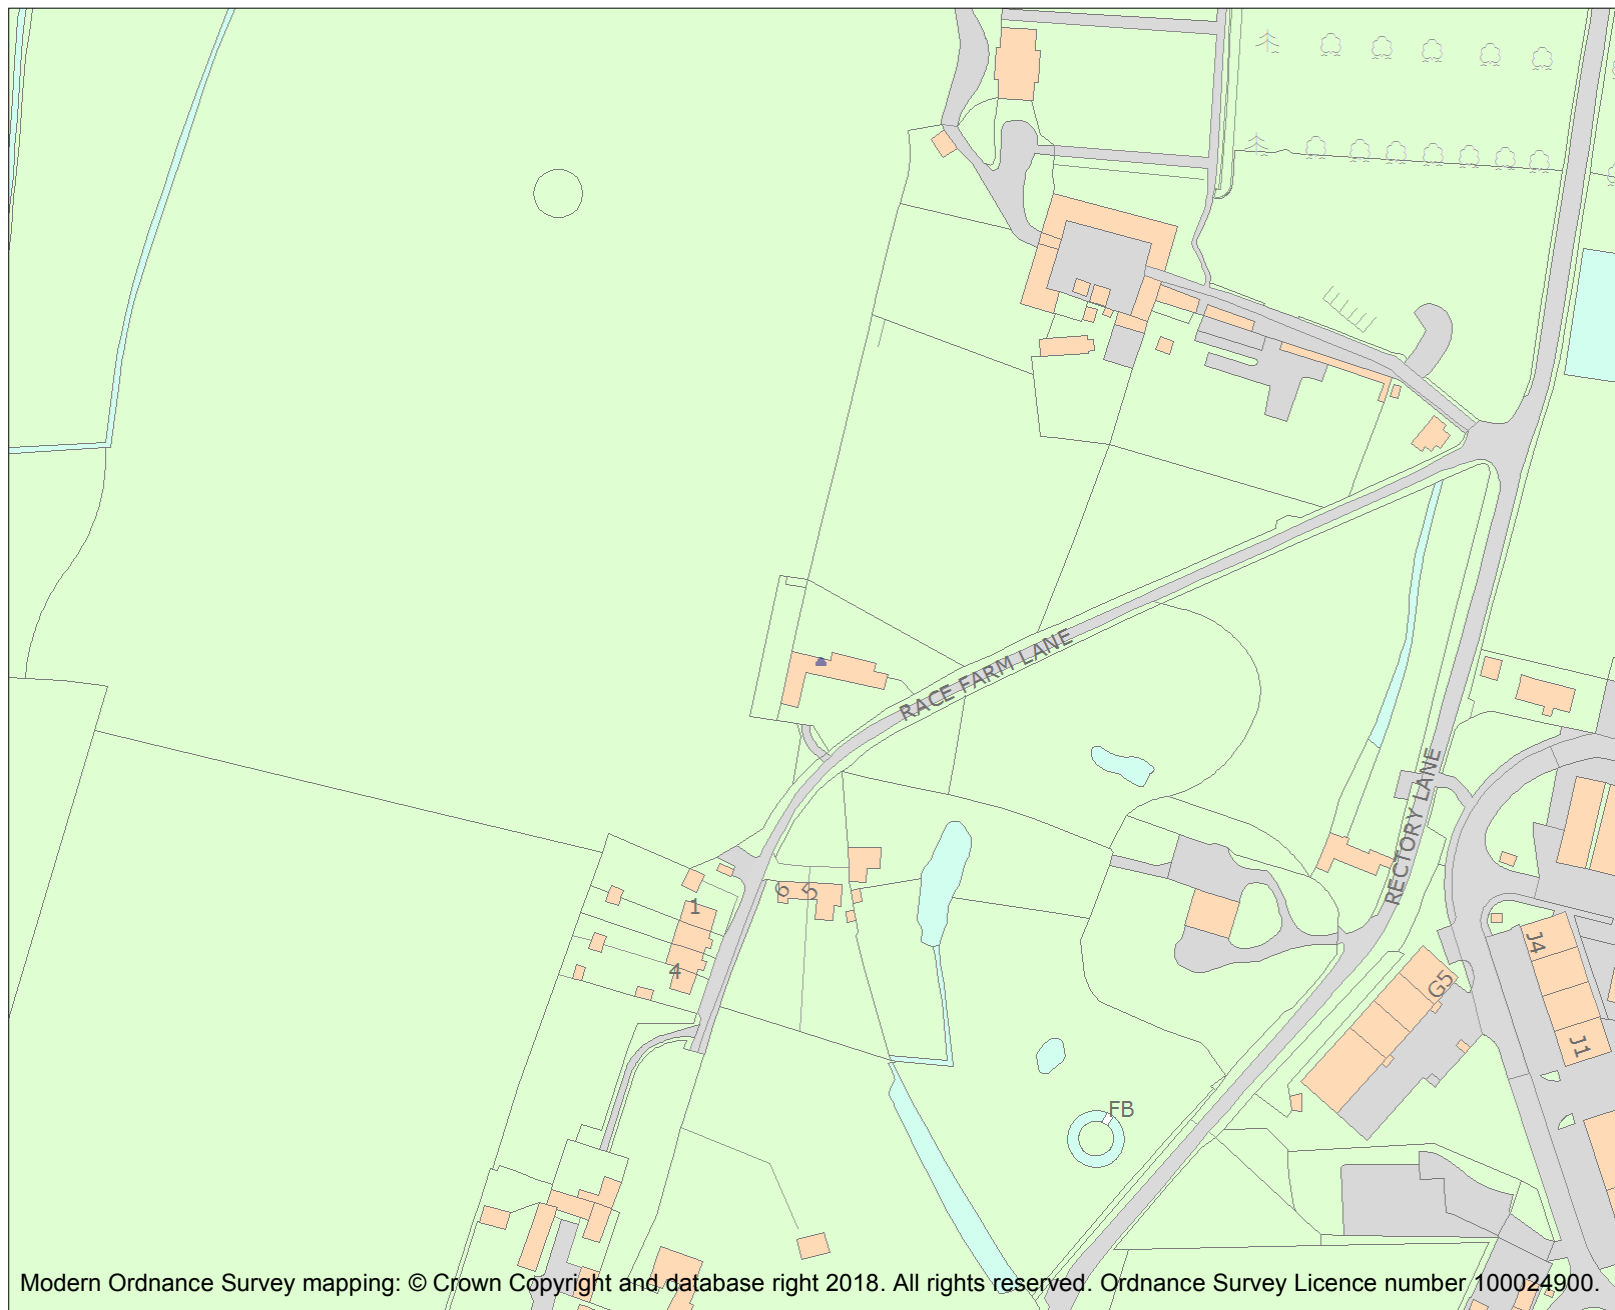 RACE FARM LANE
RECTORY LANE
6
5
1
4
J4
G5
J1
FB
Modern Ordnance Survey mapping: © Crown Copyright and database right 2018. All rights reserved. Ordnance Survey Licence number 100024900.